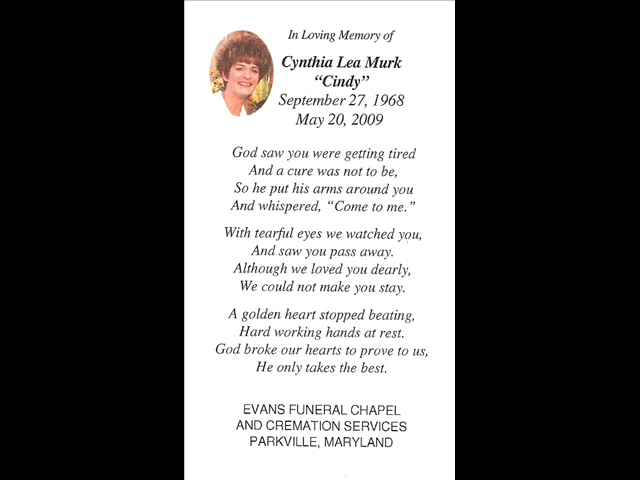 In Loving Memory of
Cynthia Lea Murk
“Cindy”
September 27, 1968
May 20, 2009
God saw you were getting tired
And a cure was not to be,
So he put his arms around you
And whispered, “Come to me.”
With tearful eyes we watched you,
And saw you pass away.
Although we loved you dearly,
We could not make you stay.
A golden heart stopped beating,
Hard working hands at rest.
God broke our hearts to prove to us,
He only takes the best.
EVANS FUNERAL CHAPEL
AND CREMATION SERVICES
PARKVILLE, MARYLAND